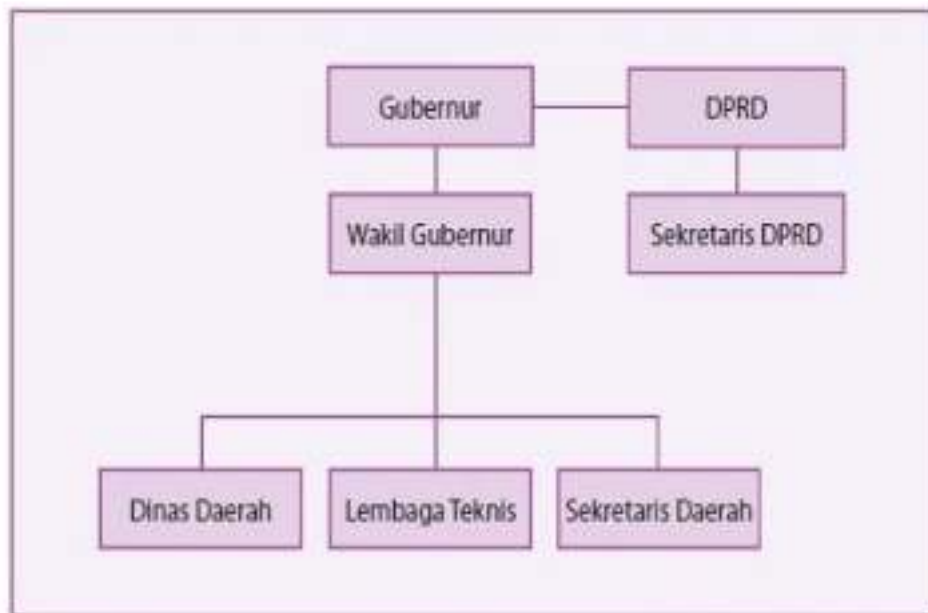 Gubernur
DPRD
Wakil Gubernur
Sekretaris DPRD
Dinas Daerah
Lembaga Teknis
Sekretaris Daerah